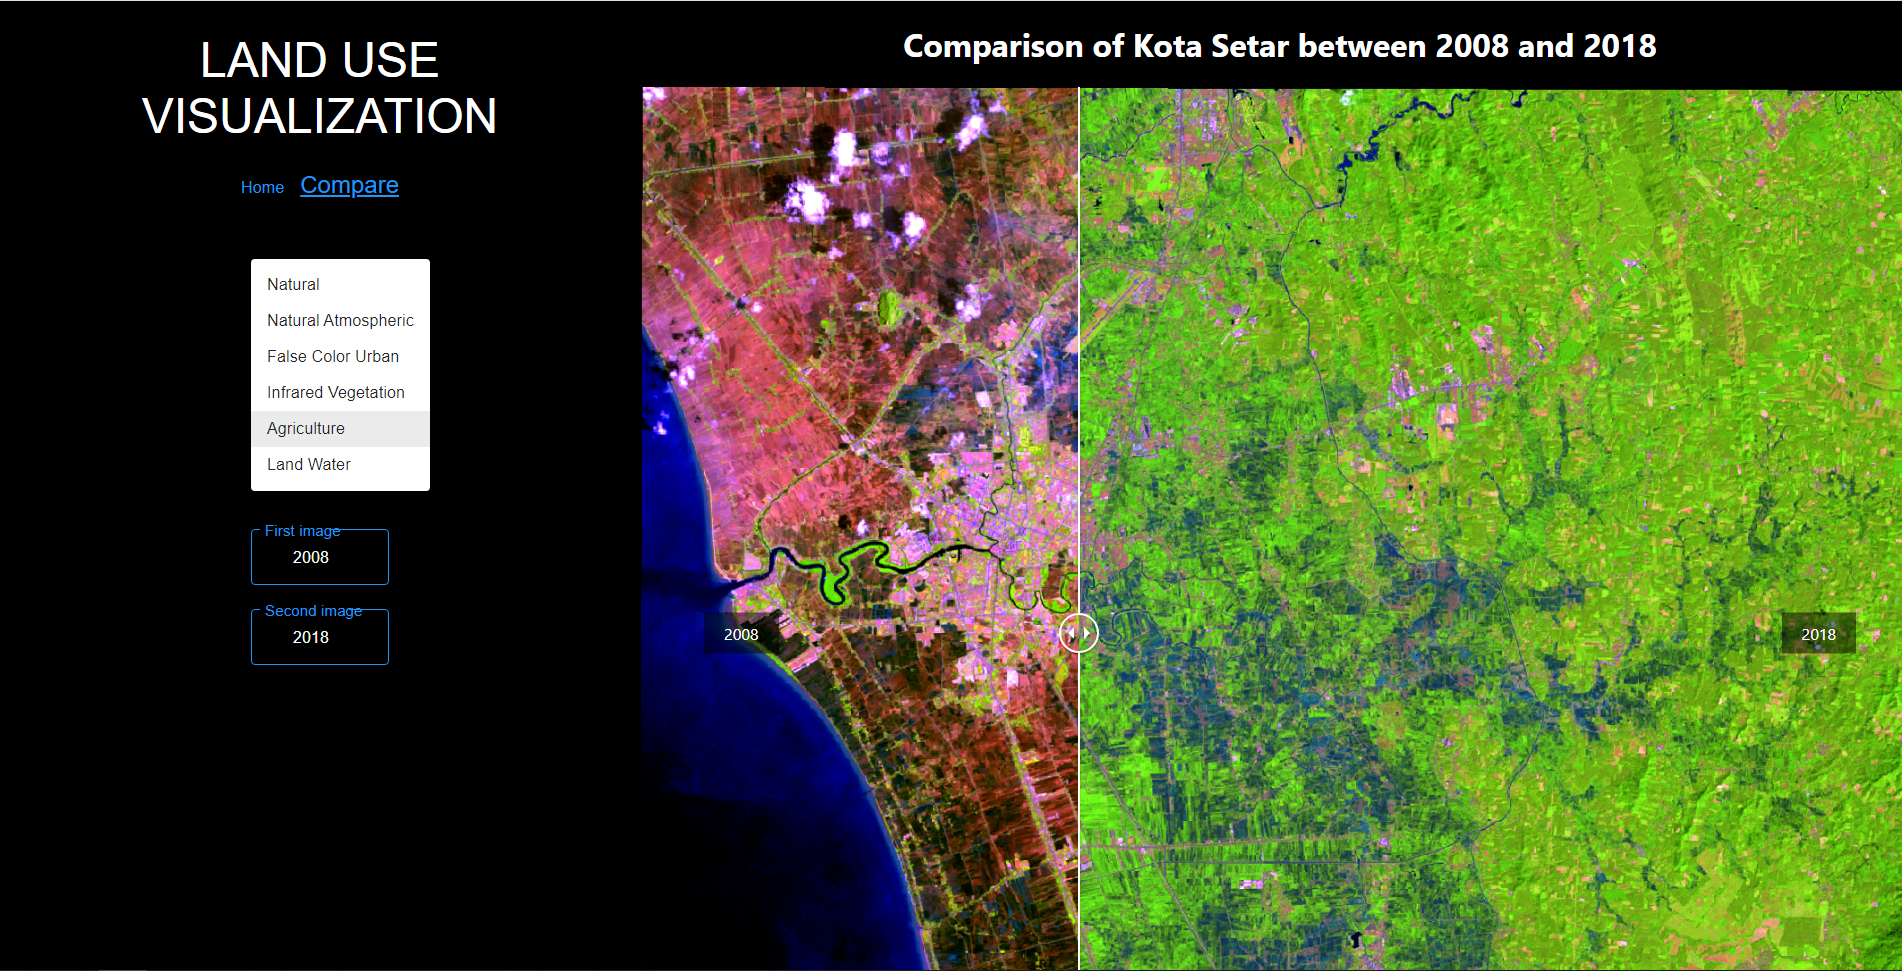 LAND USE
VISUALIZATION
Home Compare
Natural
Natural Atmospheric
False Color Urban
Infrared Vegetation
Agriculture
Land Water
First image
2008
Second image
2018
Comparison of Kota Setar between 2008 and 2018
2008
2018